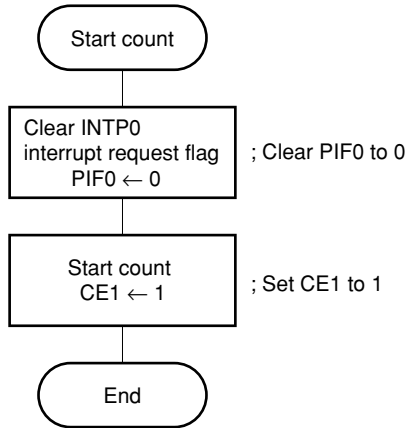 Start count
Clear INTP0
interrupt request flag
PIF0 ← 0
; Clear PIF0 to 0
Start count
CE1 ← 1
; Set CE1 to 1
End